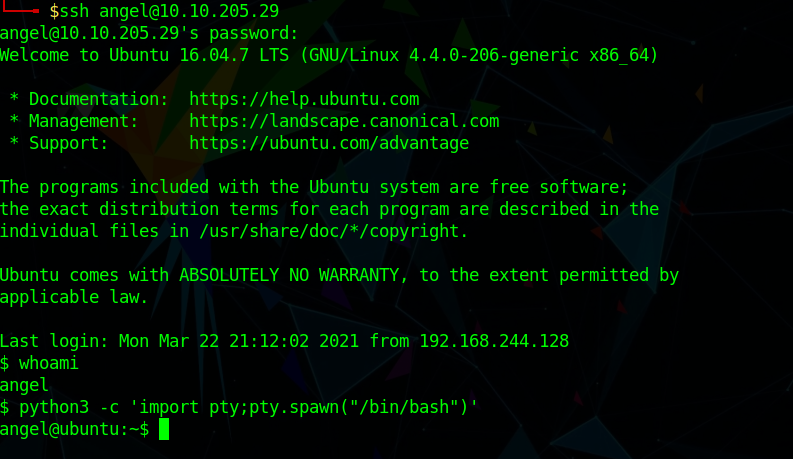 $ssh angel@10.10.205.29
angel@10.10.205.29's password:
Welcome to Ubuntu 16.04.7 LTS (GNU/Linux 4.4.0-206-generic x86_64)
* Documentation:  https://help.ubuntu.com
* Management:     https://landscape.canonical.com
* Support:        https://ubuntu.com/advantage
The programs included with the Ubuntu system are free software;
the exact distribution terms for each program are described in the
individual files in /usr/share/doc/*/copyright.
Ubuntu comes with ABSOLUTELY NO WARRANTY, to the extent permitted by
applicable law.
Last login: Mon Mar 22 21:12:02 2021 from 192.168.244.128
$ whoami
angel
$ python3 -c 'import pty;pty.spawn("/bin/bash")'
angel@ubuntu:~$